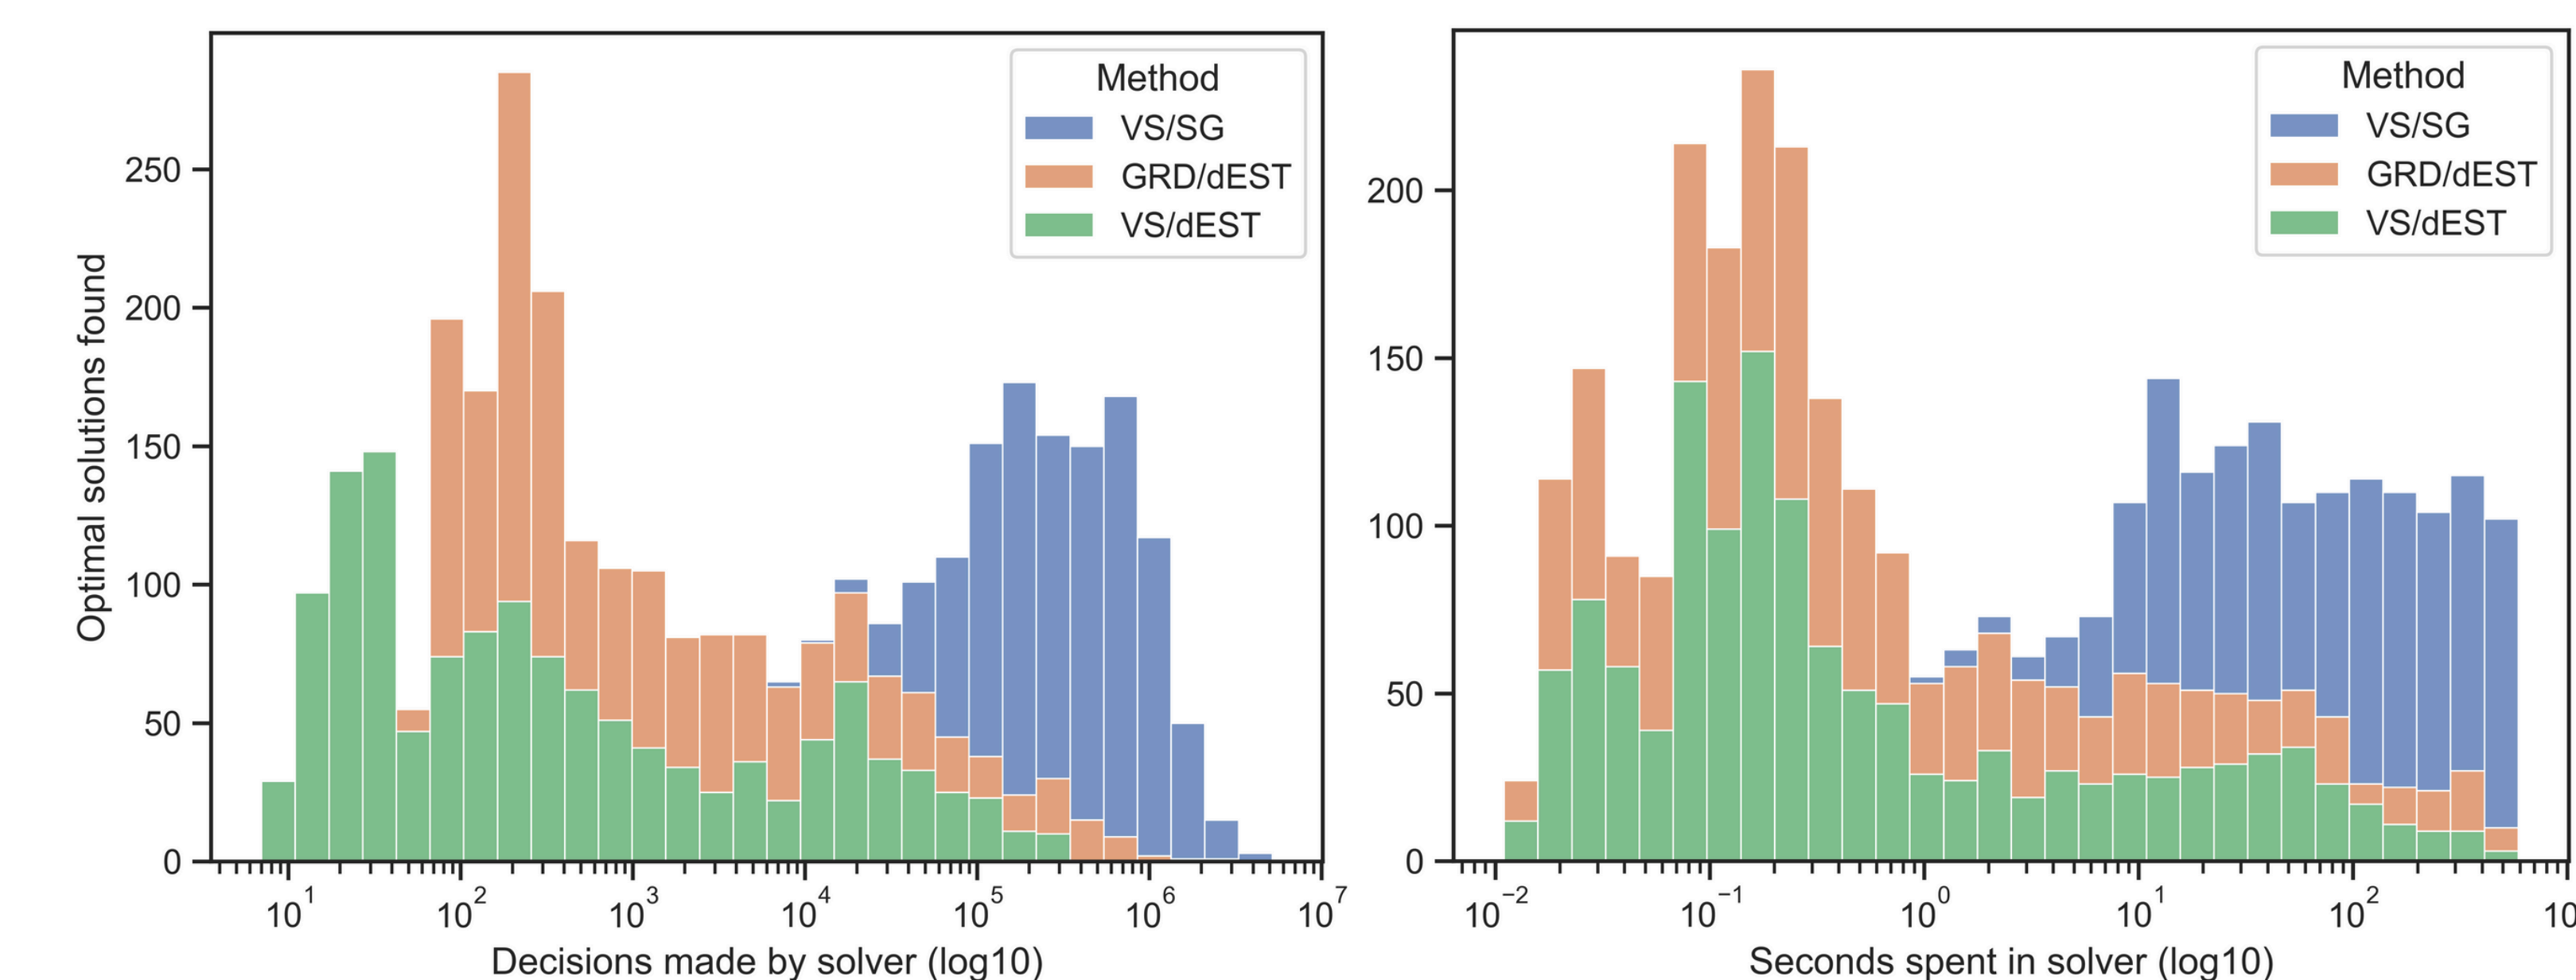 Method
VS/SG
GRD/dEST
VS/dEST
250
200
150
100
50
0
Optimal solutions found
10^1 10^2 10^3 10^4 10^5 10^6 10^7
Decisions made by solver (log10)
Method
VS/SG
GRD/dEST
VS/dEST
200
150
100
50
0
10^−2 10^−1 10^0 10^1 10^2 10
Seconds spent in solver (log10)